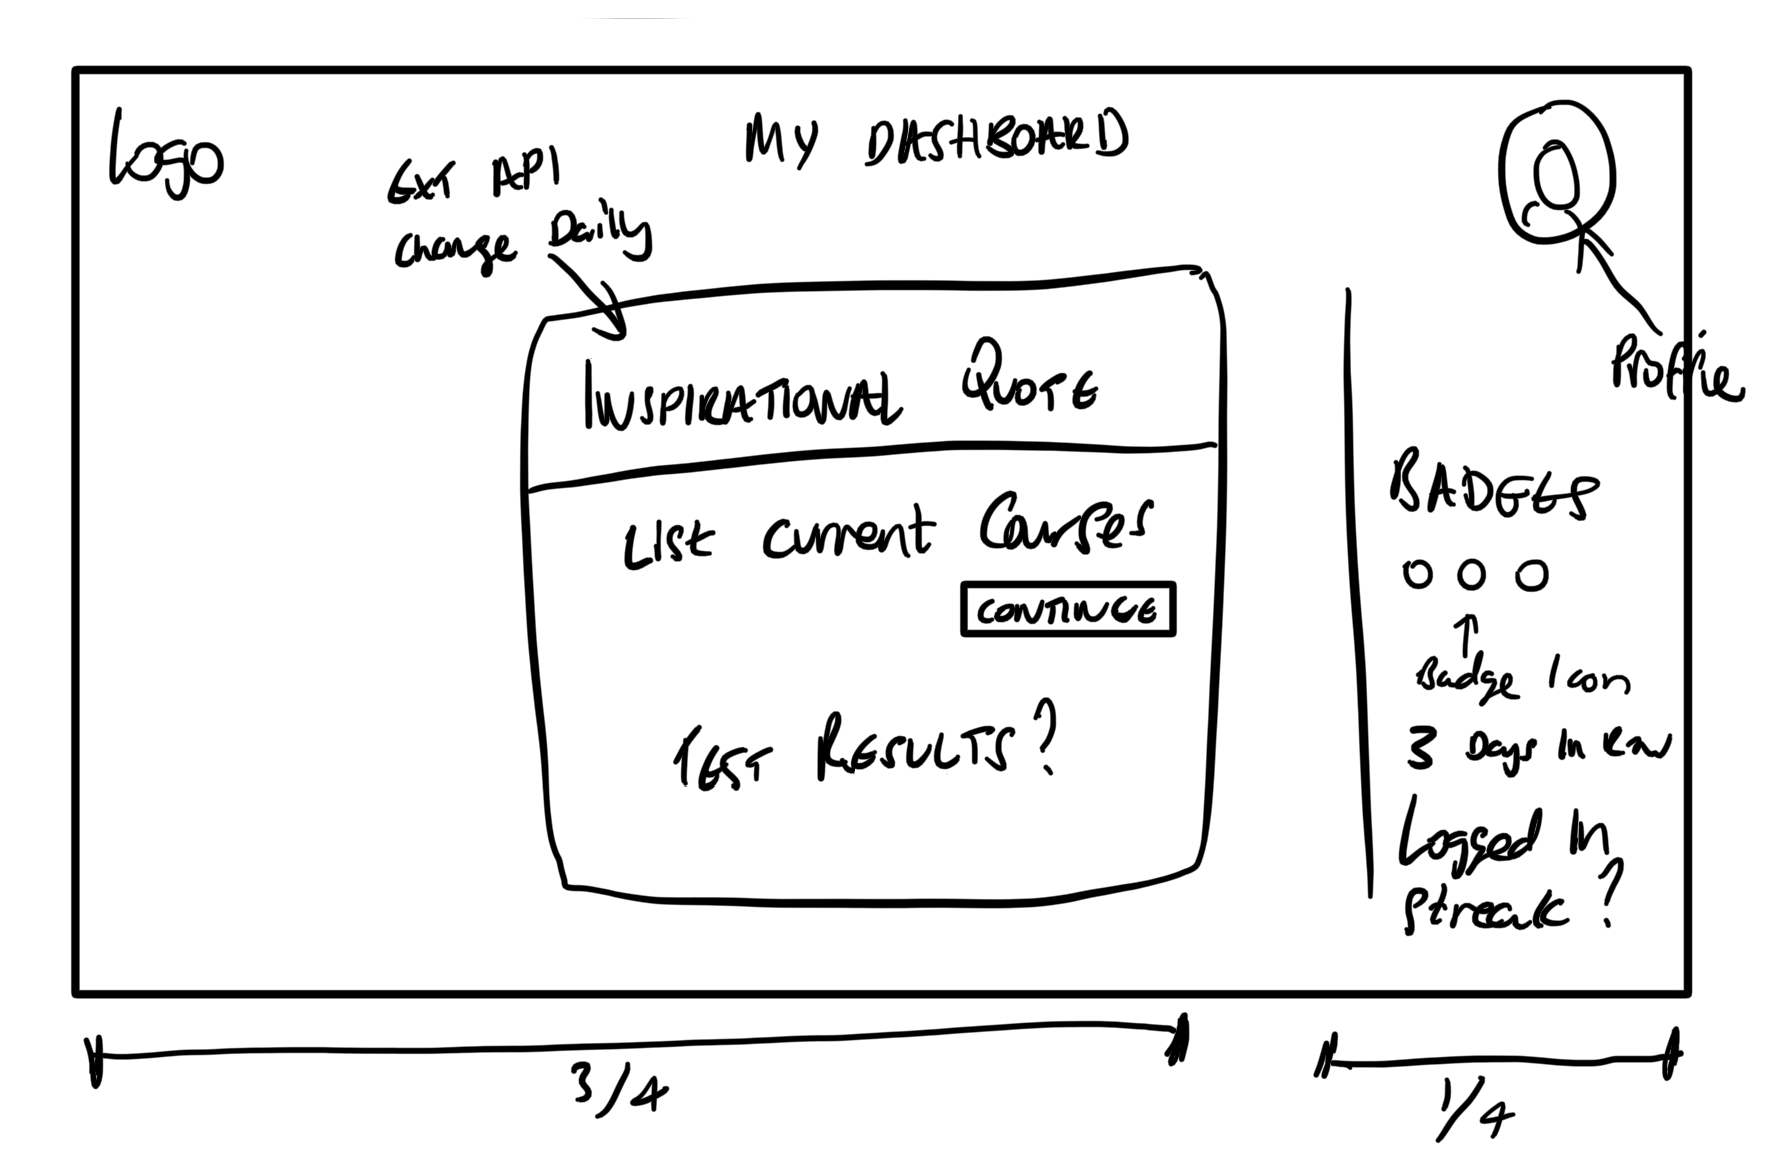 Logo
MY DASHBOARD
Ext API
Change Daily
Profile
INSPIRATIONAL QUOTE
List Current Courses
CONTINUE
TEST RESULTS?
BADGES
Badge Icon
3 Days In Row
Logged In
Streak?
3/4
1/4